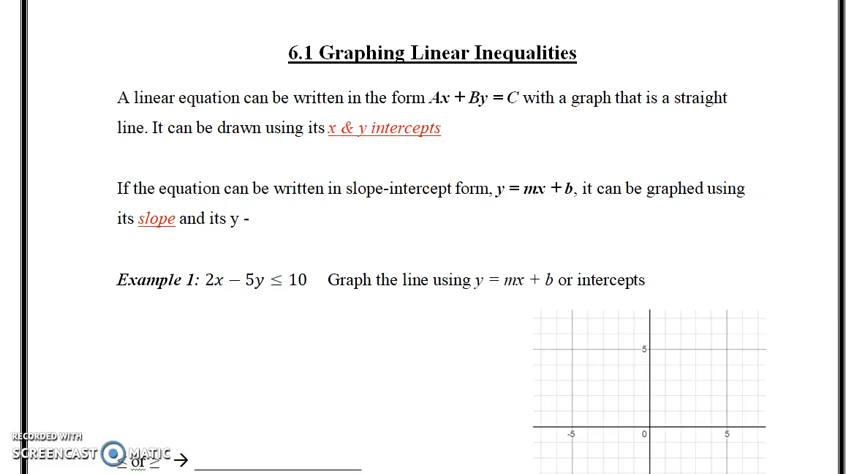 6.1 Graphing Linear Inequalities
A linear equation can be written in the form Ax + By = C with a graph that is a straight
line. It can be drawn using its x & y intercepts
If the equation can be written in slope-intercept form, y = mx + b, it can be graphed using
its slope and its y -
Example 1: 2x − 5y ≤ 10 Graph the line using y = mx + b or intercepts
5
-5 0 5
RECORDED WITH
SCREENCAST MATIC
≤ or ≥ → ____________________